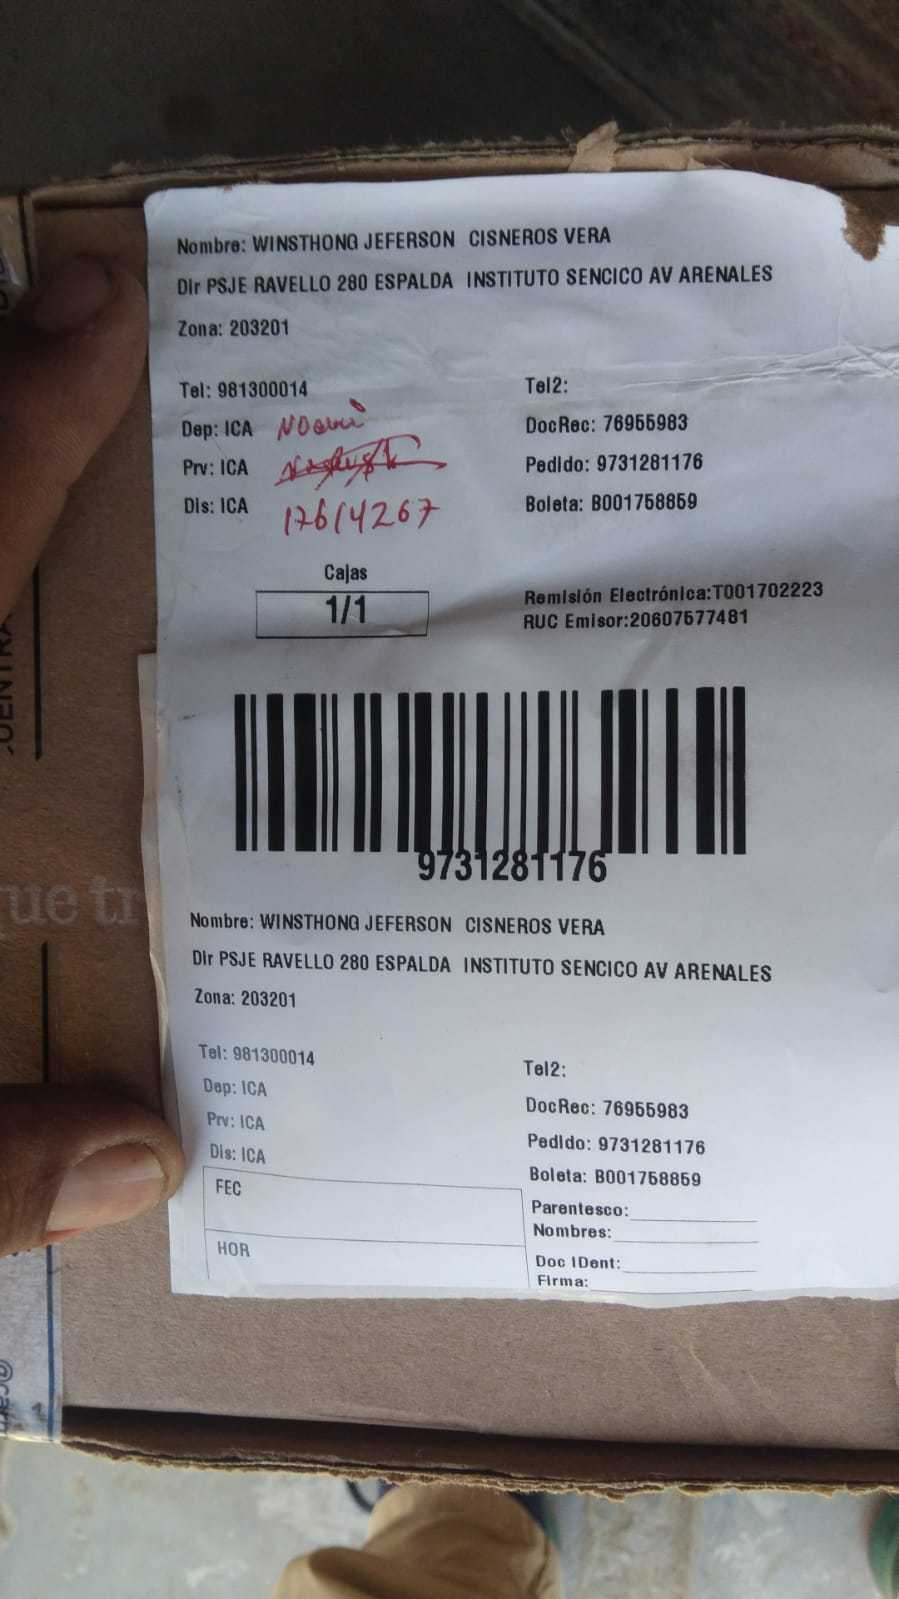 Nombre: WINSTHONG JEFERSON CISNEROS VERA
Dir PSJE RAVELLO 280 ESPALDA INSTITUTO SENCICO AV ARENALES
Zona: 203201
Tel: 981300014 Tel2:
Dep: ICA DocRec: 76955983
Prv: ICA Pedido: 9731281176
Dis: ICA 17614267 Boleta: B001758859
Cajas
1/1
Remisión Electrónica:T001702223
RUC Emisor:20607577481
9731281176
Nombre: WINSTHONG JEFERSON CISNEROS VERA
Dir PSJE RAVELLO 280 ESPALDA INSTITUTO SENCICO AV ARENALES
Zona: 203201
Tel: 981300014 Tel2:
Dep: ICA DocRec: 76955983
Prv: ICA Pedido: 9731281176
Dis: ICA Boleta: B001758859
FEC Parentesco:
Nombres:
HOR Doc IDent:
Firma:
ue tr